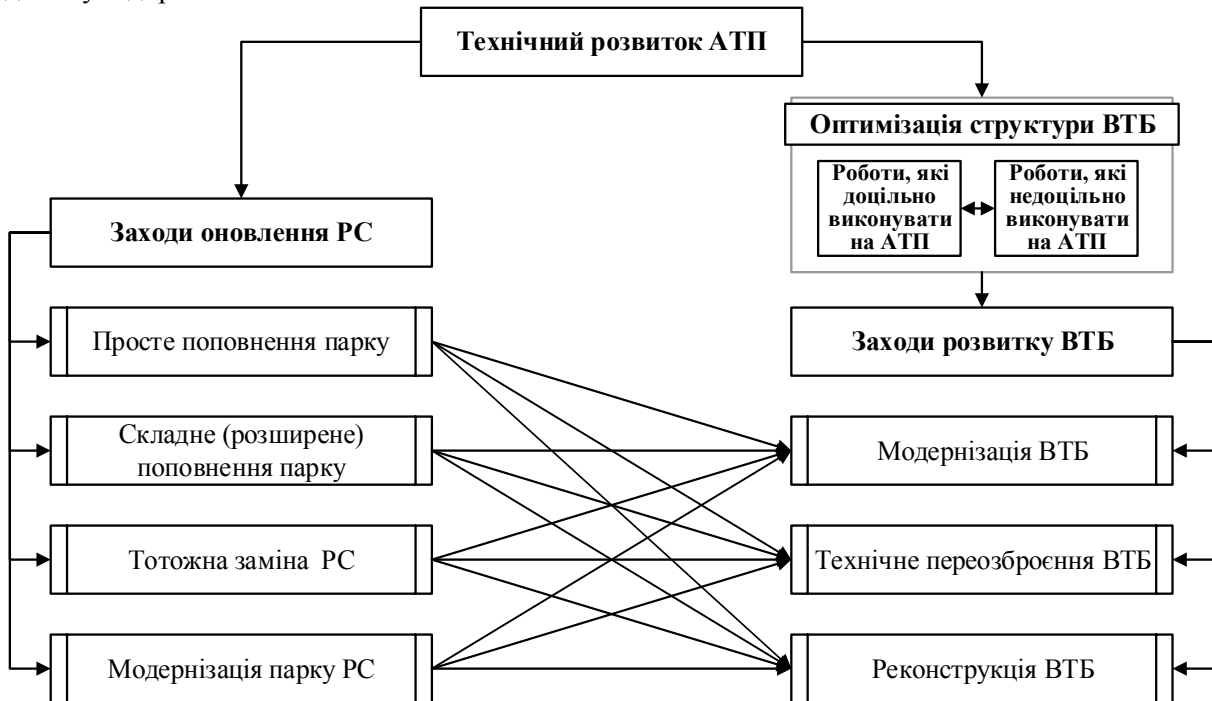 Технічний розвиток АТП
Оптимізація структури ВТБ
Роботи, які
доцільно
виконувати
на АТП
Роботи, які
недоцільно
виконувати
на АТП
Заходи оновлення РС
Заходи розвитку ВТБ
Просте поповнення парку
Складне (розширене)
поповнення парку
Тотожна заміна РС
Модернізація парку РС
Модернізація ВТБ
Технічне переозброєння ВТБ
Реконструкція ВТБ